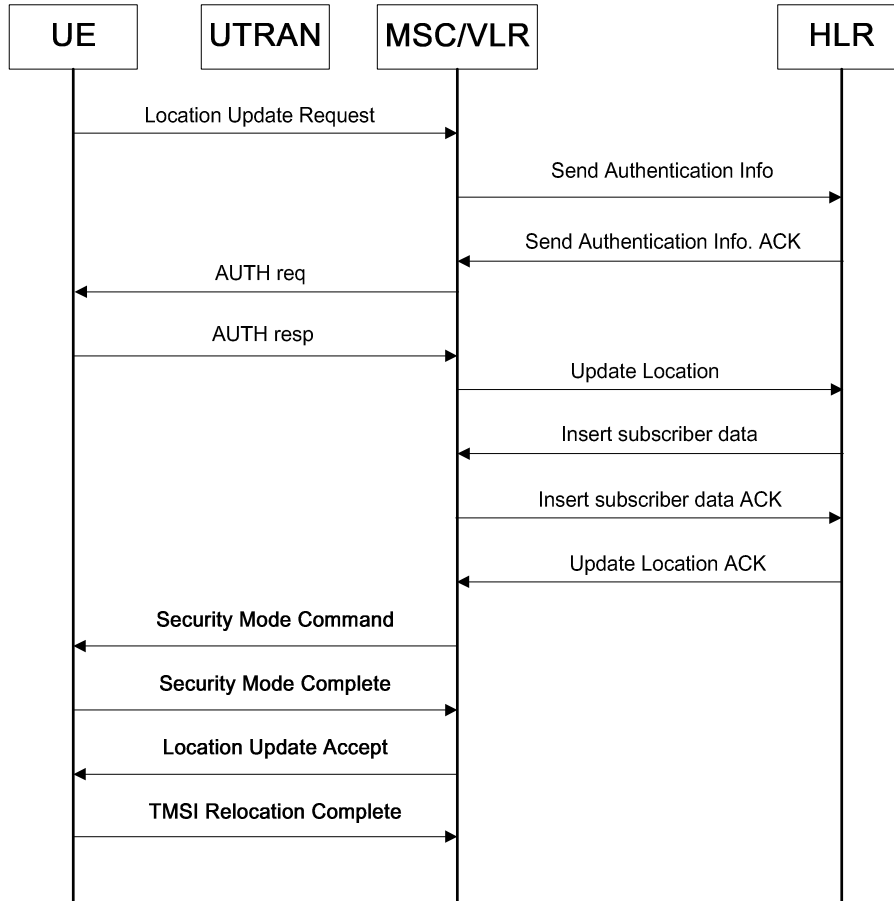 UE
UTRAN
MSC/VLR
HLR
Location Update Request
Send Authentication Info
Send Authentication Info. ACK
AUTH req
AUTH resp
Update Location
Insert subscriber data
Insert subscriber data ACK
Update Location ACK
Security Mode Command
Security Mode Complete
Location Update Accept
TMSI Relocation Complete